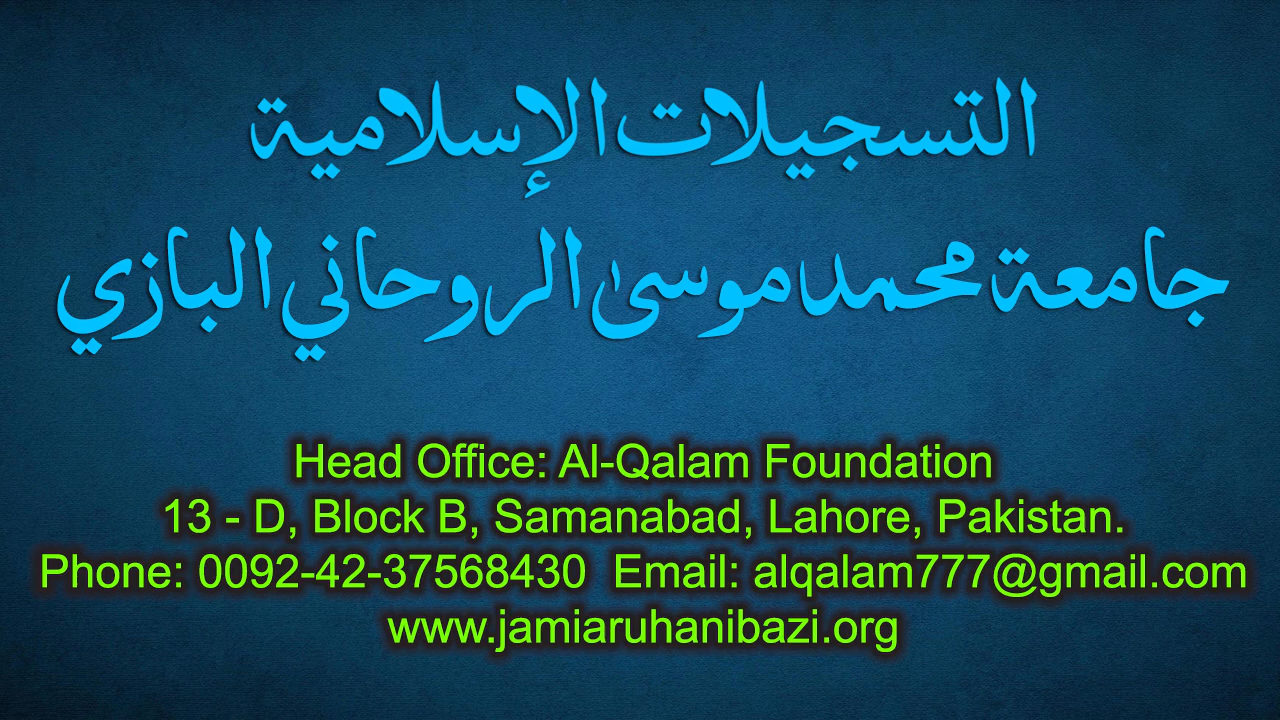 التسجيلات الإسلامية
جامعة محمد موسىٰ الروحاني البازي
Head Office: Al-Qalam Foundation
13 - D, Block B, Samanabad, Lahore, Pakistan.
Phone: 0092-42-37568430  Email: alqalam777@gmail.com
www.jamiaruhanibazi.org